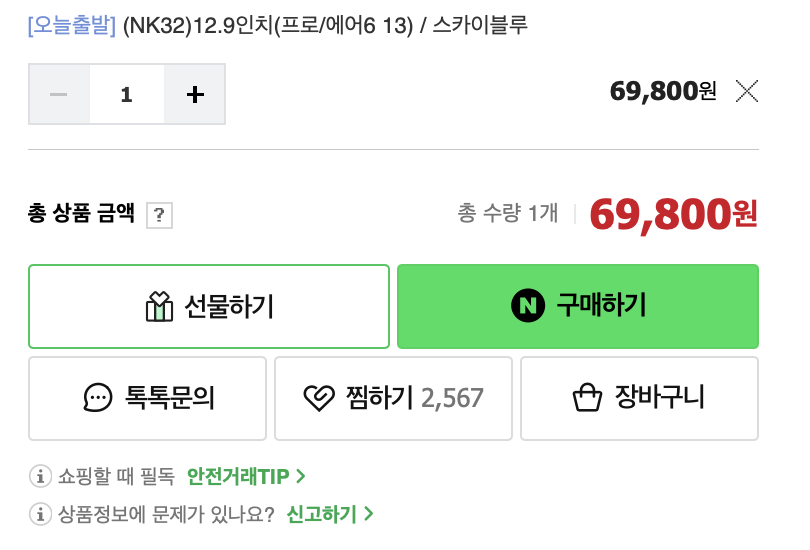 [오늘출발] (NK32)12.9인치(프로/에어6 13) / 스카이블루
1 69,800원
총 상품 금액 ? 총 수량 1개 69,800원
선물하기 N 구매하기
톡톡문의 찜하기 2,567 장바구니
쇼핑할 때 필독 안전거래TIP
상품정보에 문제가 있나요? 신고하기